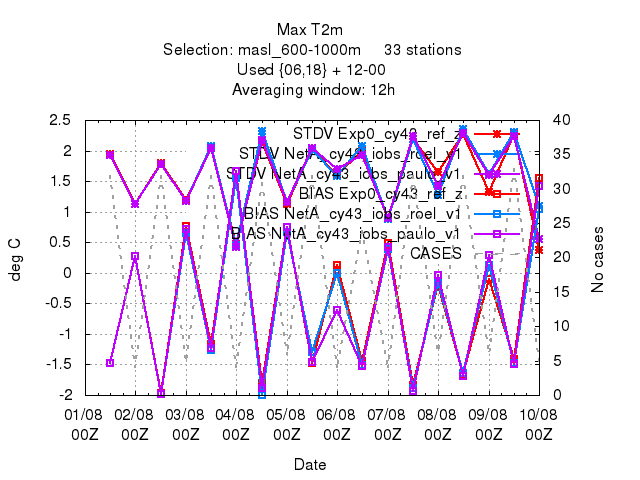 Max T2m
Selection: masl_600-1000m 33 stations
Used {06,18} + 12-00
Averaging window: 12h
STDV Exp0_cy43_ref_z
STDV NetA_cy43_iobs_roel_v1
STDV NetA_cy43_iobs_paulo_v1
BIAS Exp0_cy43_ref_z
BIAS NetA_cy43_iobs_roel_v1
BIAS NetA_cy43_iobs_paulo_v1
CASES
2.5
2
1.5
1
0.5
0
-0.5
-1
-1.5
-2
deg C
40
35
30
25
20
15
10
5
0
No cases
01/08 02/08 03/08 04/08 05/08 06/08 07/08 08/08 09/08 10/08
00Z 00Z 00Z 00Z 00Z 00Z 00Z 00Z 00Z 00Z
Date